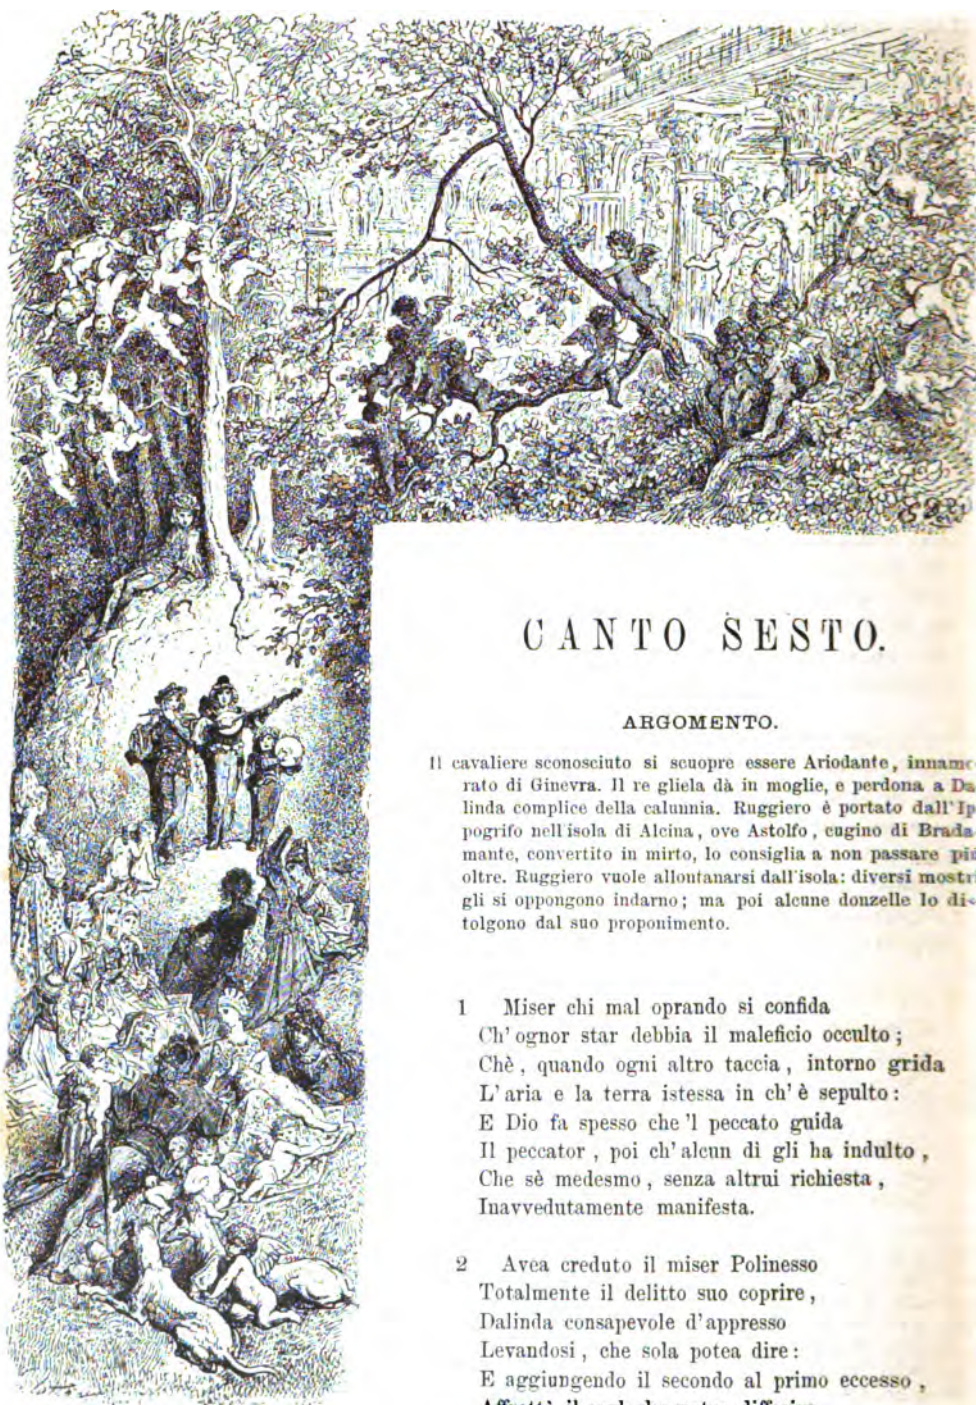 CANTO SESTO.
ARGOMENTO.
Il cavaliere sconosciuto si scuopre essere Ariodante, innamo
rato di Ginevra. Il re gliela dà in moglie, e perdona a Da
linda complice della calunnia. Ruggiero è portato dall'Ip
pogrifo nell'isola di Alcina, ove Astolfo, cugino di Brada
mante, convertito in mirto, lo consiglia a non passare più
oltre. Ruggiero vuole allontanarsi dall'isola: diversi mostri
gli si oppongono indarno; ma poi alcune donzelle lo dis
tolgono dal suo proponimento.
1 Miser chi mal oprando si confida
Ch' ognor star debbia il maleficio occulto;
Chè, quando ogni altro taccia, intorno grida
L' aria e la terra istessa in ch' è sepulto:
E Dio fa spesso che 'l peccato guida
Il peccator, poi ch' alcun dì gli ha indulto,
Che sè medesmo, senza altrui richiesta,
Inavvedutamente manifesta.
2 Avea creduto il miser Polinesso
Totalmente il delitto suo coprire,
Dalinda consapevole d' appresso
Levandosi, che sola potea dire:
E aggiungendo il secondo al primo eccesso,